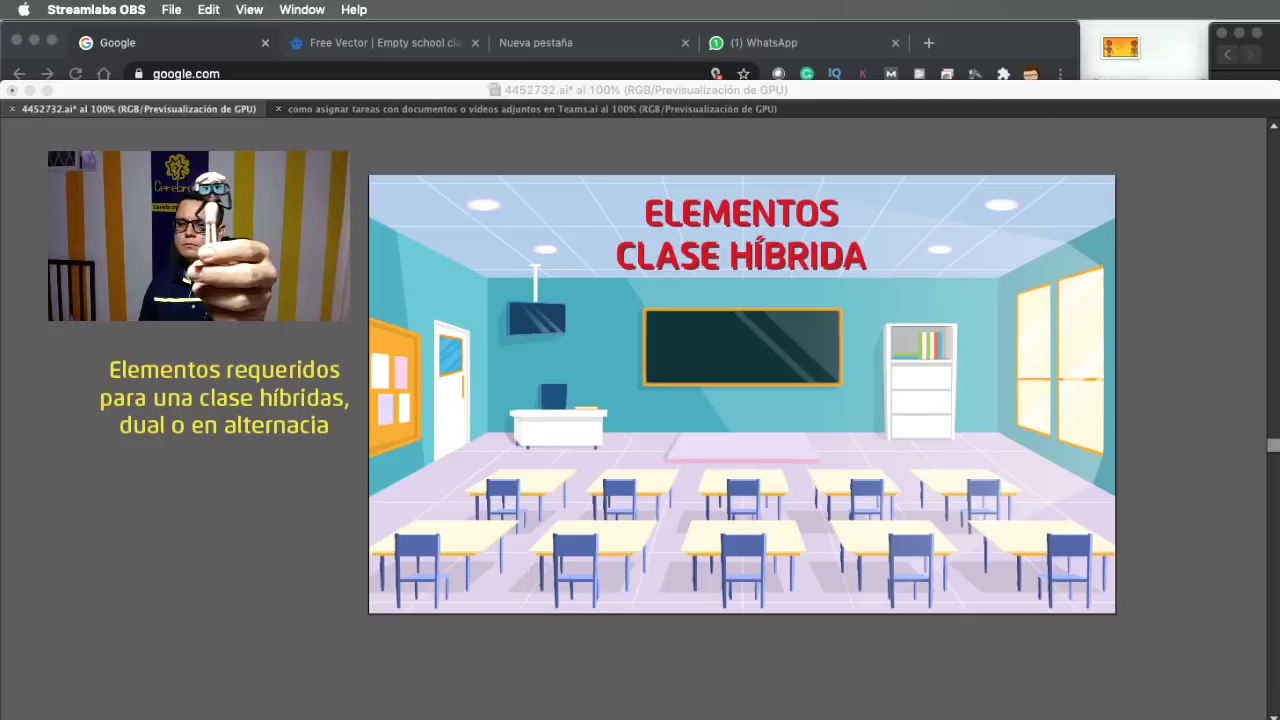 Streamlabs OBS File Edit View Window Help
Google
Free Vector | Empty school cl
Nueva pestaña
(1) WhatsApp
google.com
4452732.ai* al 100% (RGB/Previsualización de GPU)
4452732.ai* al 100% (RGB/Previsualización de GPU)
como asignar tareas con documentos o videos adjuntos en Teams.ai al 100% (RGB/Previsualización de GPU)
ELEMENTOS
CLASE HÍBRIDA
Elementos requeridos
para una clase híbridas,
dual o en alternacia